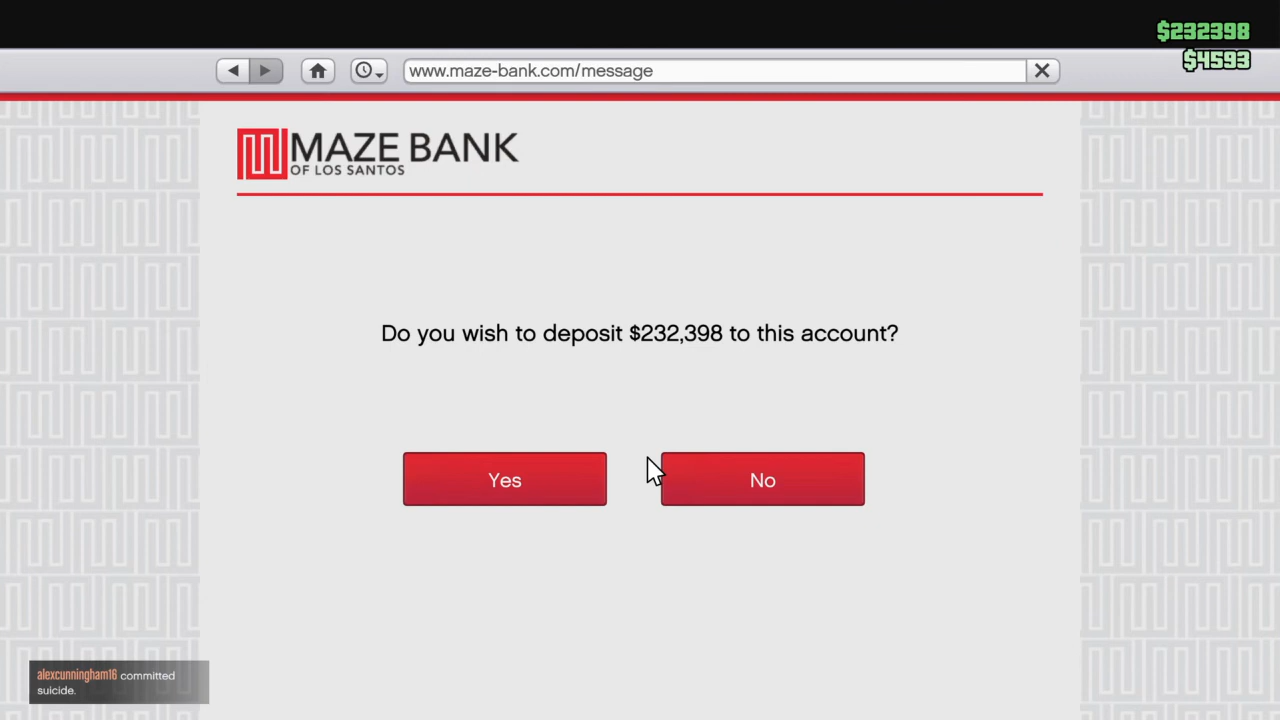 $232398
$4593
www.maze-bank.com/message
MAZE BANK
OF LOS SANTOS
Do you wish to deposit $232,398 to this account?
Yes
No
alexcunningham16 committed
suicide.